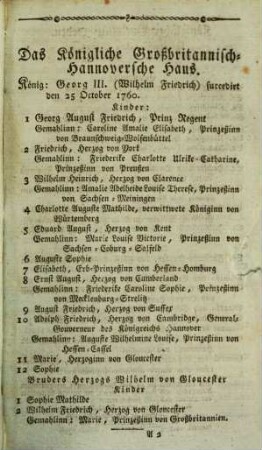 Das Königliche Großbritannisch-
Hannoversche Haus.
König: Georg III. (Wilhelm Friedrich) succedirt
den 25 October 1760.
Kinder:
1 Georg August Friedrich, Prinz Regent
Gemahlinn: Caroline Amalie Elisabeth, Prinzeßinn
von Braunschweig-Wolfenbüttel
2 Friedrich, Herzog von York
Gemahlinn: Friederike Charlotte Ulrike-Catharine,
Prinzeßinn von Preußen
3 Wilhelm Heinrich, Herzog von Clarence
Gemahlinn: Amalie Adelheide Louise Therese, Prinzeßinn
von Sachsen-Meiningen
4 Charlotte Auguste Mathilde, verwittwete Königinn von
Würtemberg
5 Eduard August, Herzog von Kent
Gemahlinn: Marie Louise Victorie, Prinzeßinn von
Sachsen-Coburg-Salfeld
6 Auguste Sophie
7 Elisabeth, Erb-Prinzeßinn von Hessen-Homburg
8 Ernst August, Herzog von Cumberland
Gemahlinn: Friederike Caroline Sophie, Prinzeßinn
von Mecklenburg-Strelitz
9 August Friedrich, Herzog von Sussex
10 Adolph Friedrich, Herzog von Cambridge, General-
Gouverneur des Königreichs Hannover
Gemahlinn: Auguste Wilhelmine Louise, Prinzeßinn von
Hessen-Cassel
11 Marie, Herzoginn von Gloucester
12 Sophie
Bruders Herzogs Wilhelm von Gloucester
Kinder
1 Sophie Mathilde
2 Wilhelm Friedrich, Herzog von Glocester
Gemahlinn: Marie, Prinzeßinn von Großbritannien.
A 2